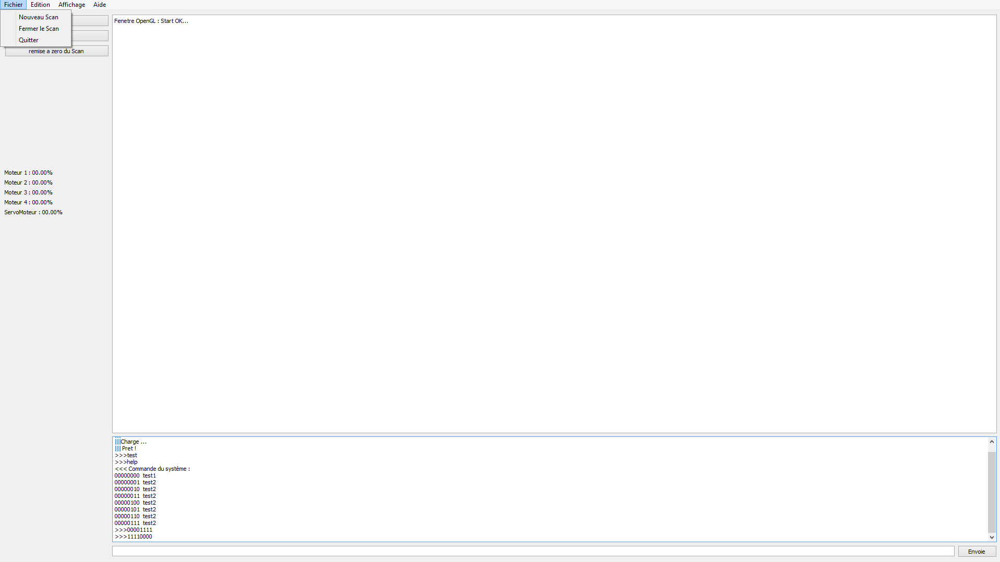 Fichier Edition Affichage Aide
Nouveau Scan
Fermer le Scan
Quitter
remise a zero du Scan
Moteur 1 : 00.00%
Moteur 2 : 00.00%
Moteur 3 : 00.00%
Moteur 4 : 00.00%
ServoMoteur : 00.00%
Fenetre OpenGL : Start OK...
|||Charge ...
||| Pret !
>>>test
>>>help
<<< Commande du système :
00000000 test1
00000001 test2
00000010 test2
00000011 test2
00000100 test2
00000101 test2
00000110 test2
00000111 test2
>>>00001111
>>>11110000
Envoie